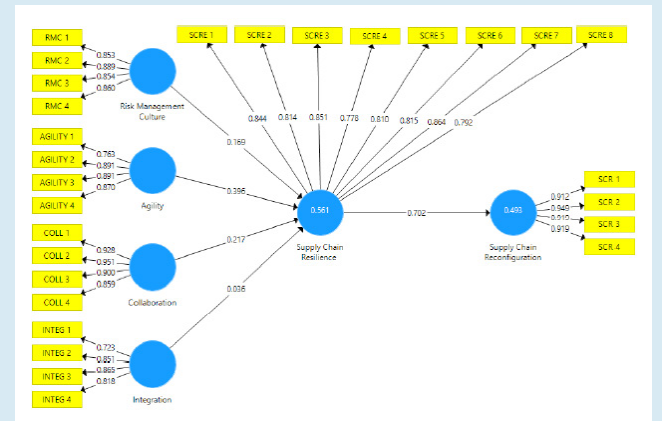 SCRE 1
SCRE 2
SCRE 3
SCRE 4
SCRE 5
SCRE 6
SCRE 7
SCRE 8
RMC 1
RMC 2
RMC 3
RMC 4
0.853
0.889
0.854
0.860
Risk Management
Culture
0.844
0.814
0.851
0.778
0.810
0.815
0.864
0.792
0.169
AGILITY 1
AGILITY 2
AGILITY 3
AGILITY 4
0.763
0.891
0.891
0.870
Agility
0.396
0.561
Supply Chain
Resilience
0.702
0.493
Supply Chain
Reconfiguration
0.912
0.949
0.919
SCR 1
SCR 2
SCR 3
SCR 4
COLL 1
COLL 2
COLL 3
COLL 4
0.928
0.951
0.900
0.859
Collaboration
0.217
INTEG 1
INTEG 2
INTEG 3
INTEG 4
0.723
0.851
0.865
0.818
Integration
0.036